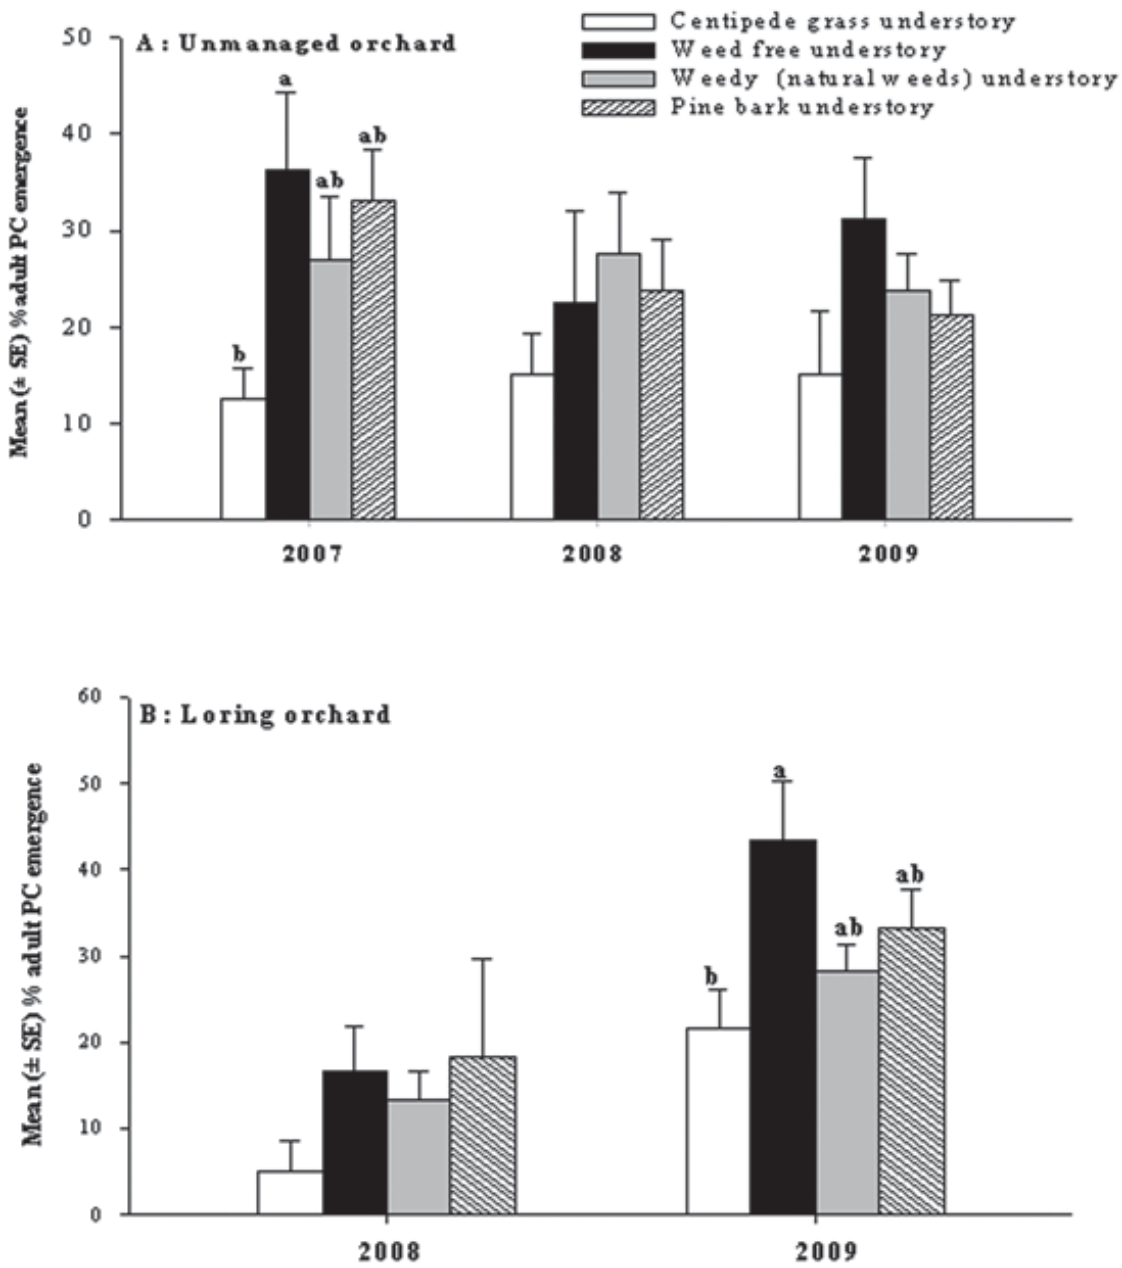 Centipede grass understory
Weed free understory
Weedy (natural weeds) understory
Pine bark understory
A: Unmanaged orchard
Mean (± SE) % adult PC emergence
50
40
30
20
10
0
b
a
ab
ab
2007
2008
2009
B: Loring orchard
Mean (± SE) % adult PC emergence
60
50
40
30
20
10
0
b
a
ab
ab
2008
2009